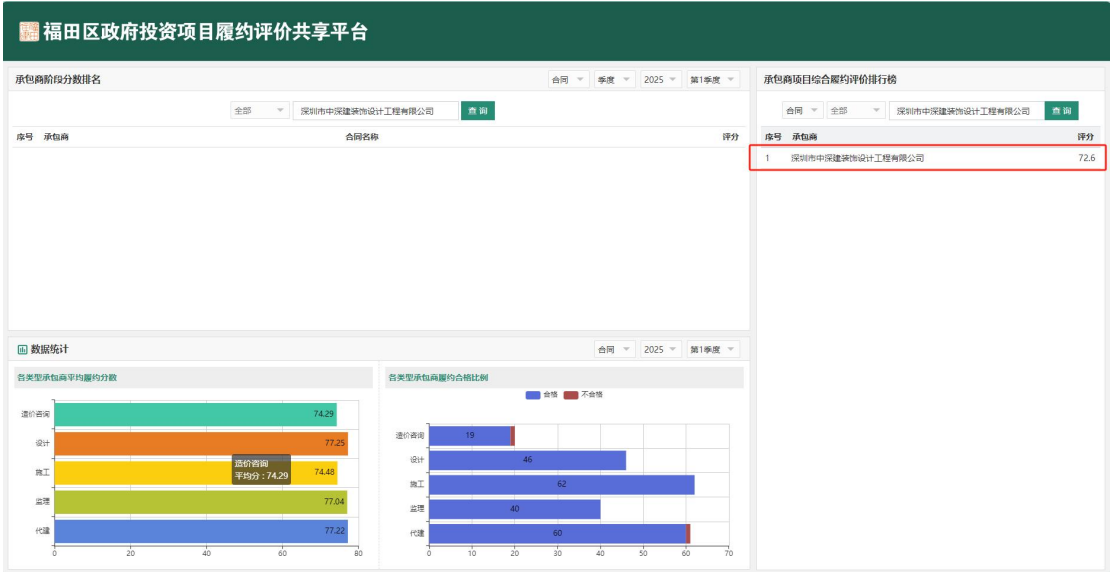 福田区政府投资项目履约评价共享平台
承包商阶段分数排名
合同 季度 2025 第1季度
全部 深圳市中深建装饰设计工程有限公司 查询
序号 承包商 合同名称 评分
承包商项目综合履约评价排行榜
合同 全部 深圳市中深建装饰设计工程有限公司 查询
序号 承包商 评分
1 深圳市中深建装饰设计工程有限公司 72.6
数据统计
合同 2025 第1季度
各类型承包商平均履约分数
造价咨询 74.29
设计 77.25
造价咨询
平均分：74.29
施工 74.48
监理 77.04
代建 77.22
0 20 40 60 80
各类型承包商履约合格比例
合格 不合格
造价咨询 19
设计 46
施工 62
监理 40
代建 60
0 10 20 30 40 50 60 70